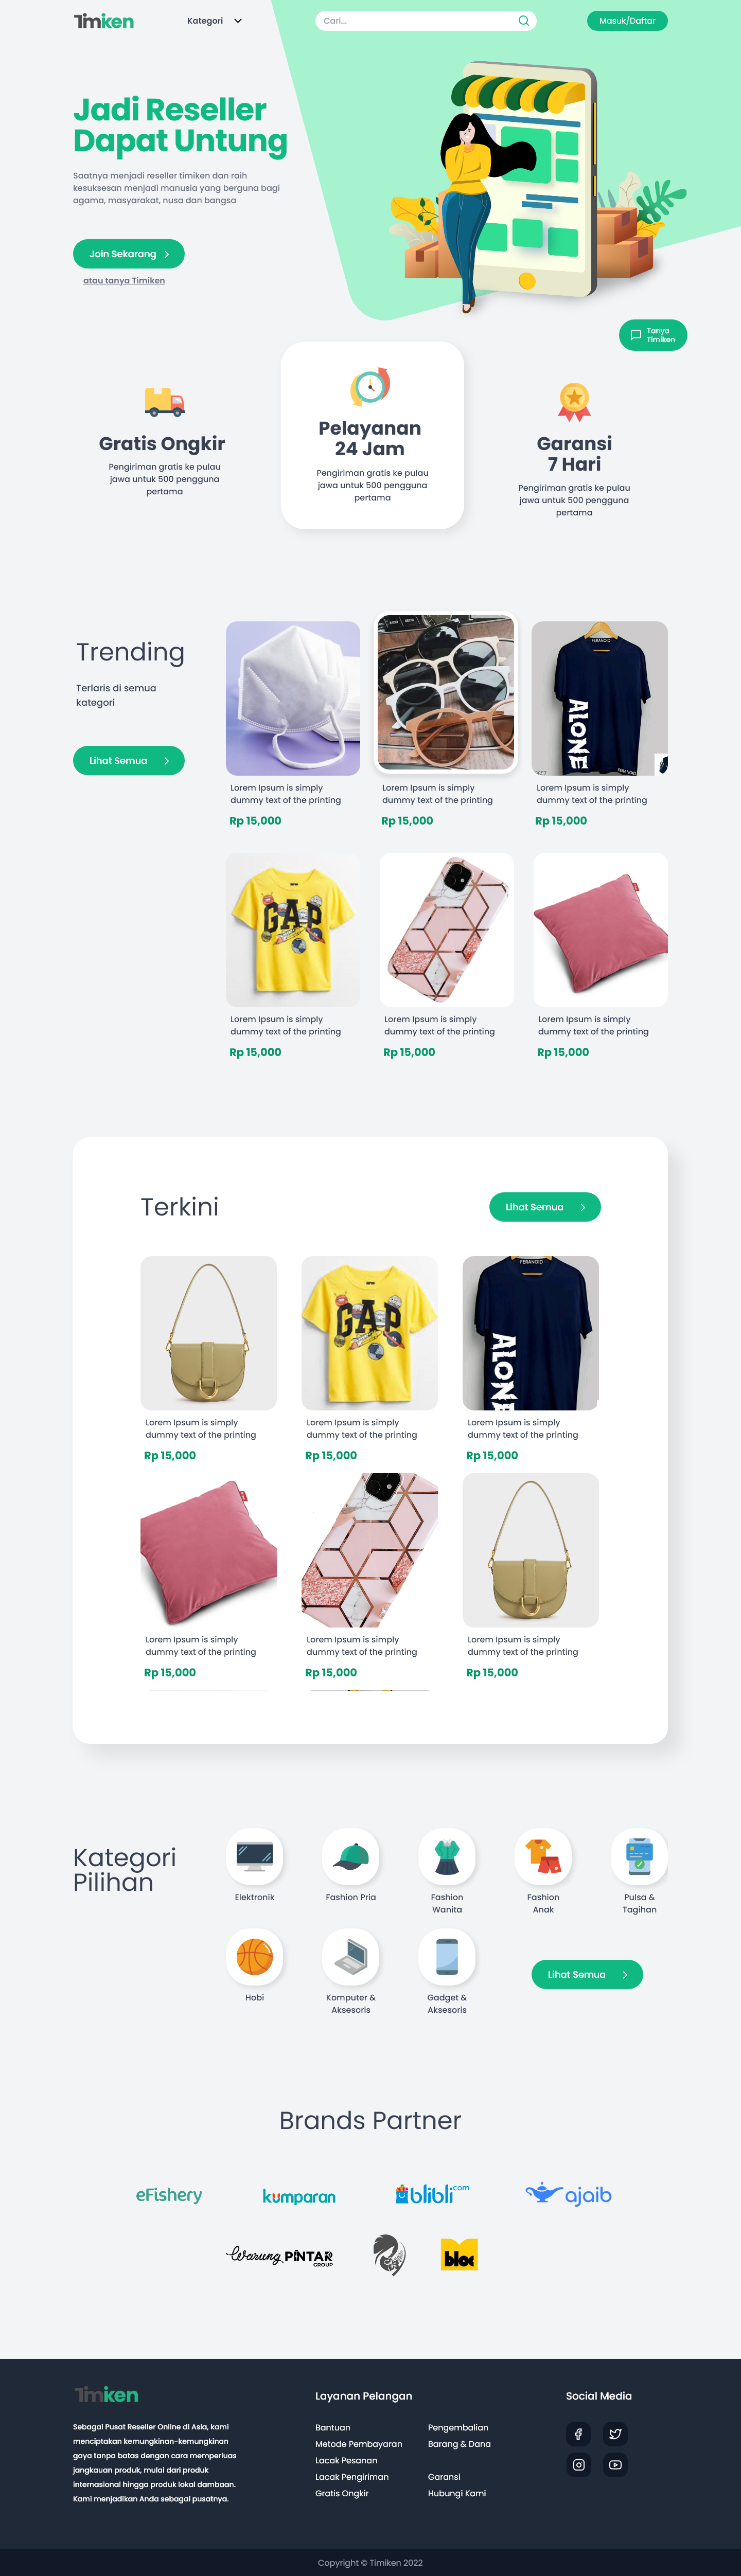 Timken
Kategori
Cari...
Masuk/Daftar
Jadi Reseller
Dapat Untung
Saatnya menjadi reseller timiken dan raih
kesuksesan menjadi manusia yang berguna bagi
agama, masyarakat, nusa dan bangsa
Join Sekarang
atau tanya Timiken
Tanya
Timiken
Gratis Ongkir
Pengiriman gratis ke pulau
jawa untuk 500 pengguna
pertama
Pelayanan
24 Jam
Pengiriman gratis ke pulau
jawa untuk 500 pengguna
pertama
Garansi
7 Hari
Pengiriman gratis ke pulau
jawa untuk 500 pengguna
pertama
Trending
Terlaris di semua
kategori
Lihat Semua
FERANOID
ALONE
FERANOID
Lorem Ipsum is simply
dummy text of the printing
Rp 15,000
Lorem Ipsum is simply
dummy text of the printing
Rp 15,000
Lorem Ipsum is simply
dummy text of the printing
Rp 15,000
GAP
Lorem Ipsum is simply
dummy text of the printing
Rp 15,000
Lorem Ipsum is simply
dummy text of the printing
Rp 15,000
Lorem Ipsum is simply
dummy text of the printing
Rp 15,000
Terkini
Lihat Semua
GAP
FERANOID
ALONE
Lorem Ipsum is simply
dummy text of the printing
Rp 15,000
Lorem Ipsum is simply
dummy text of the printing
Rp 15,000
Lorem Ipsum is simply
dummy text of the printing
Rp 15,000
Lorem Ipsum is simply
dummy text of the printing
Rp 15,000
Lorem Ipsum is simply
dummy text of the printing
Rp 15,000
Lorem Ipsum is simply
dummy text of the printing
Rp 15,000
Kategori
Pilihan
Elektronik
Fashion Pria
Fashion
Wanita
Fashion
Anak
Pulsa &
Tagihan
Hobi
Komputer &
Aksesoris
Gadget &
Aksesoris
Lihat Semua
Brands Partner
eFishery
kumparan
blibli.com
ajaib
Warung PINTAR
GROUP
bloc
Timken
Sebagai Pusat Reseller Online di Asia, kami
menciptakan kemungkinan-kemungkinan
gaya tanpa batas dengan cara memperluas
jangkauan produk, mulai dari produk
internasional hingga produk lokal dambaan.
Kami menjadikan Anda sebagai pusatnya.
Layanan Pelangan
Bantuan
Metode Pembayaran
Lacak Pesanan
Lacak Pengiriman
Gratis Ongkir
Pengembalian
Barang & Dana
Garansi
Hubungi Kami
Social Media
Copyright © Timiken 2022